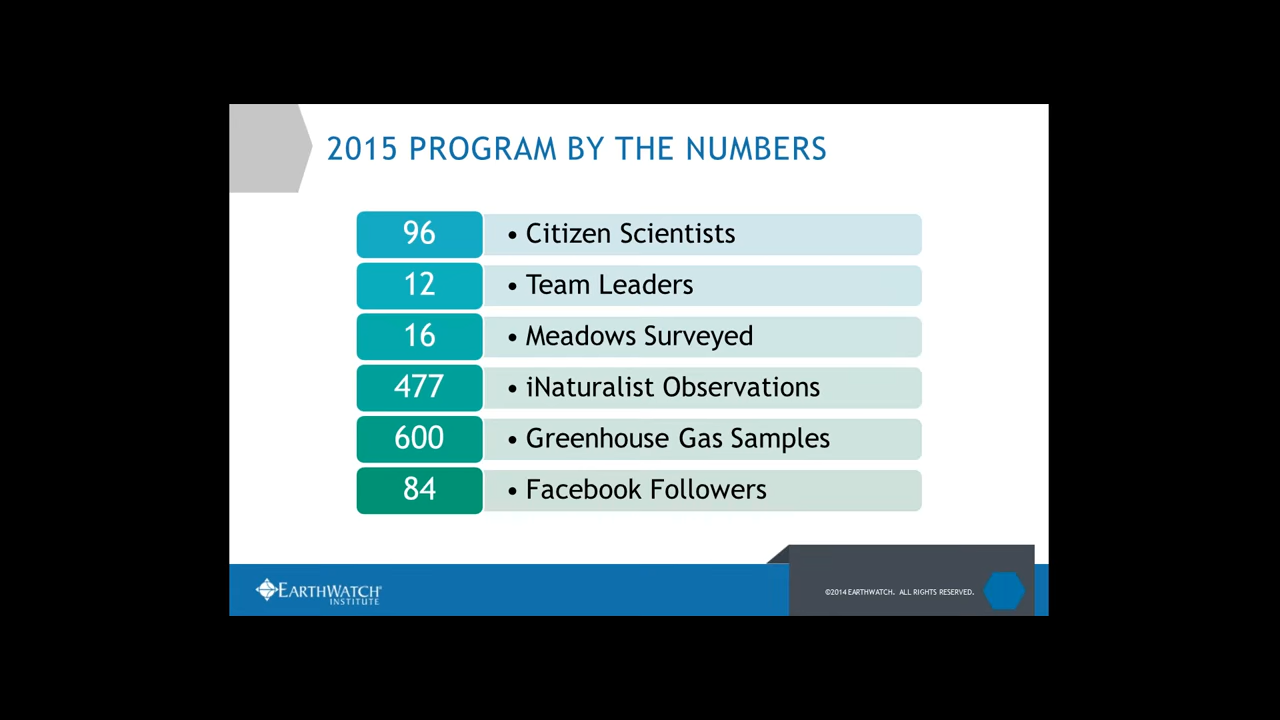 2015 PROGRAM BY THE NUMBERS
96 • Citizen Scientists
12 • Team Leaders
16 • Meadows Surveyed
477 • iNaturalist Observations
600 • Greenhouse Gas Samples
84 • Facebook Followers
EARTHWATCH®
INSTITUTE
©2014 EARTHWATCH. ALL RIGHTS RESERVED.